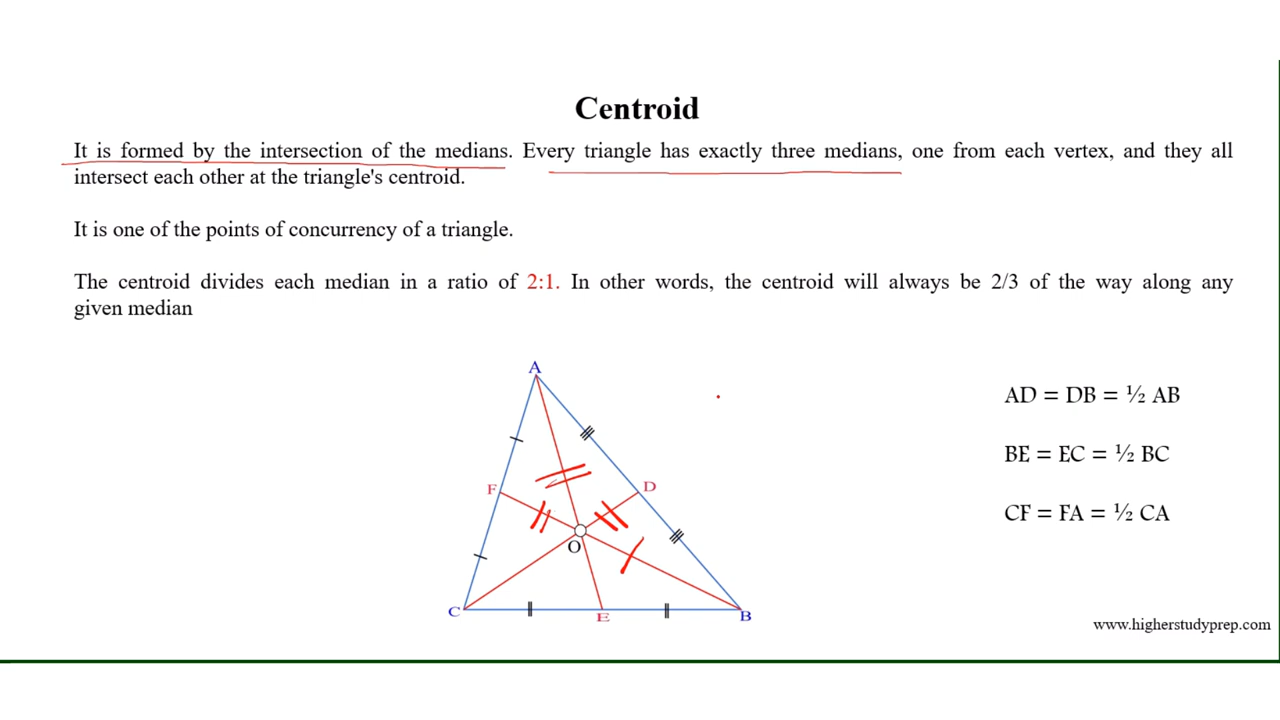 Centroid
It is formed by the intersection of the medians. Every triangle has exactly three medians, one from each vertex, and they all
intersect each other at the triangle's centroid.
It is one of the points of concurrency of a triangle.
The centroid divides each median in a ratio of 2:1. In other words, the centroid will always be 2/3 of the way along any
given median
A
F
D
O
C
E
B
AD = DB = ½ AB
BE = EC = ½ BC
CF = FA = ½ CA
www.higherstudyprep.com